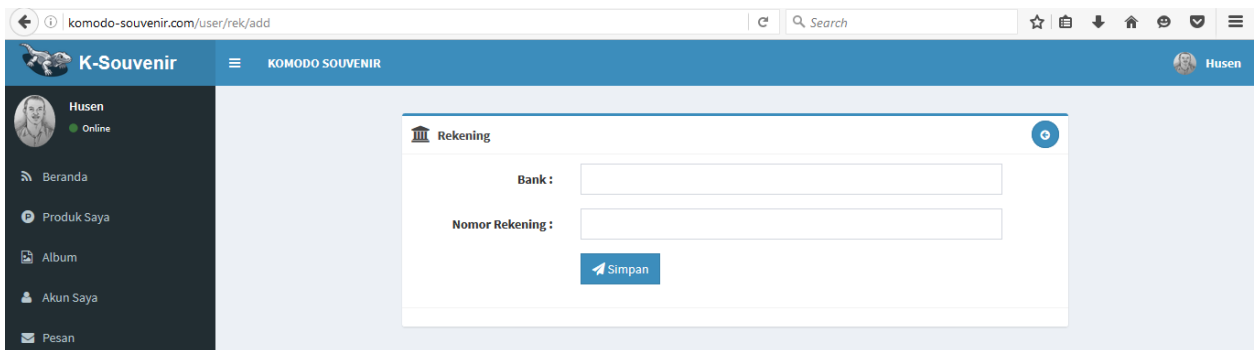 komodo-souvenir.com/user/rek/add
Search
K-Souvenir
KOMODO SOUVENIR
Husen
Husen
Online
Rekening
Beranda
Bank :
Produk Saya
Nomor Rekening :
Album
Simpan
Akun Saya
Pesan